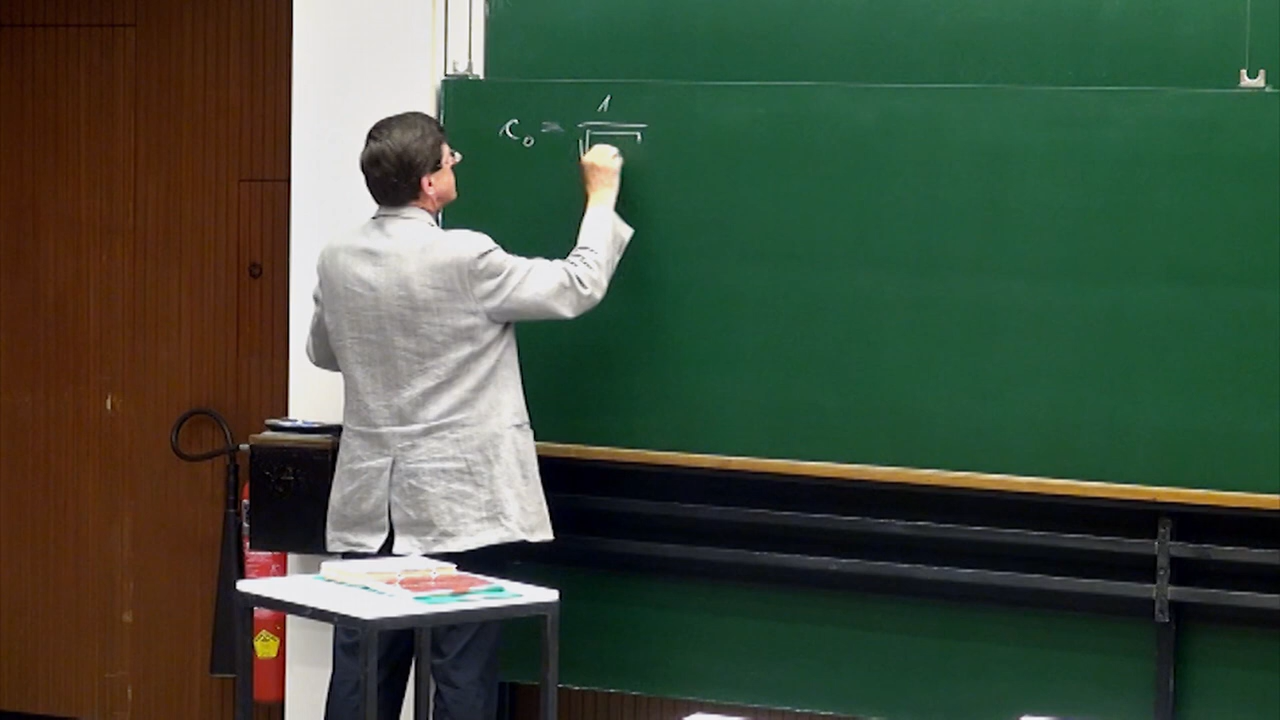 c₀ = 1/√